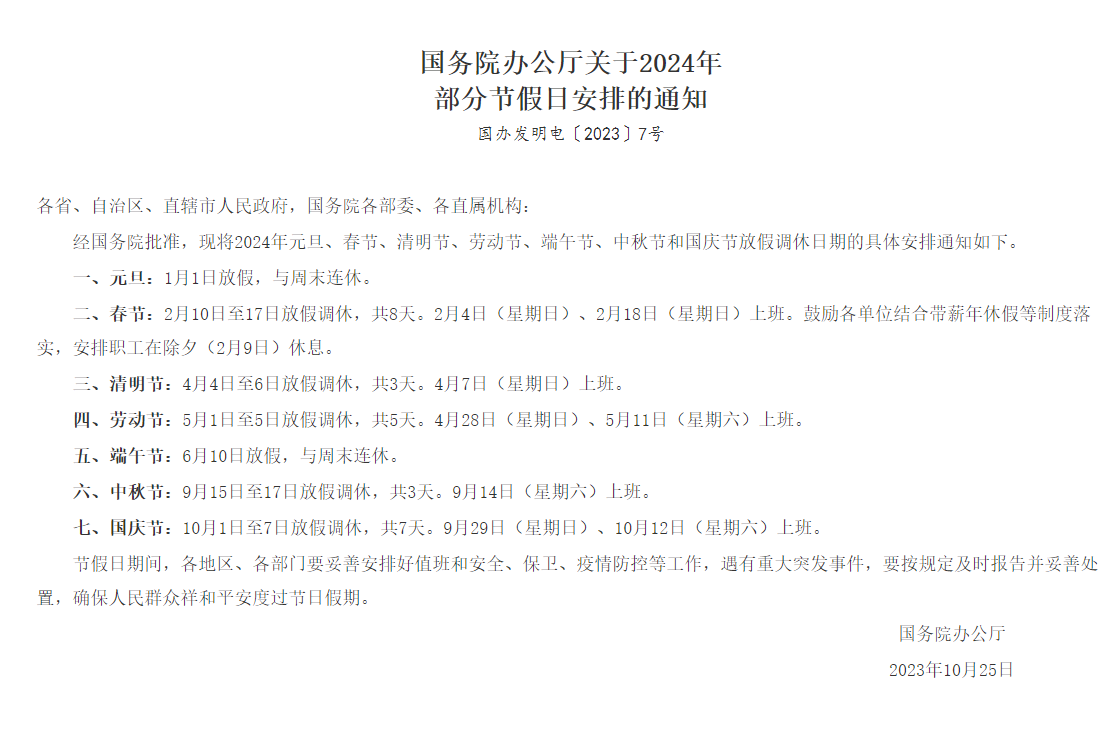 国务院办公厅关于2024年
部分节假日安排的通知
国办发明电〔2023〕7号
各省、自治区、直辖市人民政府，国务院各部委、各直属机构：
经国务院批准，现将2024年元旦、春节、清明节、劳动节、端午节、中秋节和国庆节放假调休日期的具体安排通知如下。
一、元旦：1月1日放假，与周末连休。
二、春节：2月10日至17日放假调休，共8天。2月4日（星期日）、2月18日（星期日）上班。鼓励各单位结合带薪年休假等制度落
实，安排职工在除夕（2月9日）休息。
三、清明节：4月4日至6日放假调休，共3天。4月7日（星期日）上班。
四、劳动节：5月1日至5日放假调休，共5天。4月28日（星期日）、5月11日（星期六）上班。
五、端午节：6月10日放假，与周末连休。
六、中秋节：9月15日至17日放假调休，共3天。9月14日（星期六）上班。
七、国庆节：10月1日至7日放假调休，共7天。9月29日（星期日）、10月12日（星期六）上班。
节假日期间，各地区、各部门要妥善安排好值班和安全、保卫、疫情防控等工作，遇有重大突发事件，要按规定及时报告并妥善处
置，确保人民群众祥和平安度过节日假期。
国务院办公厅
2023年10月25日